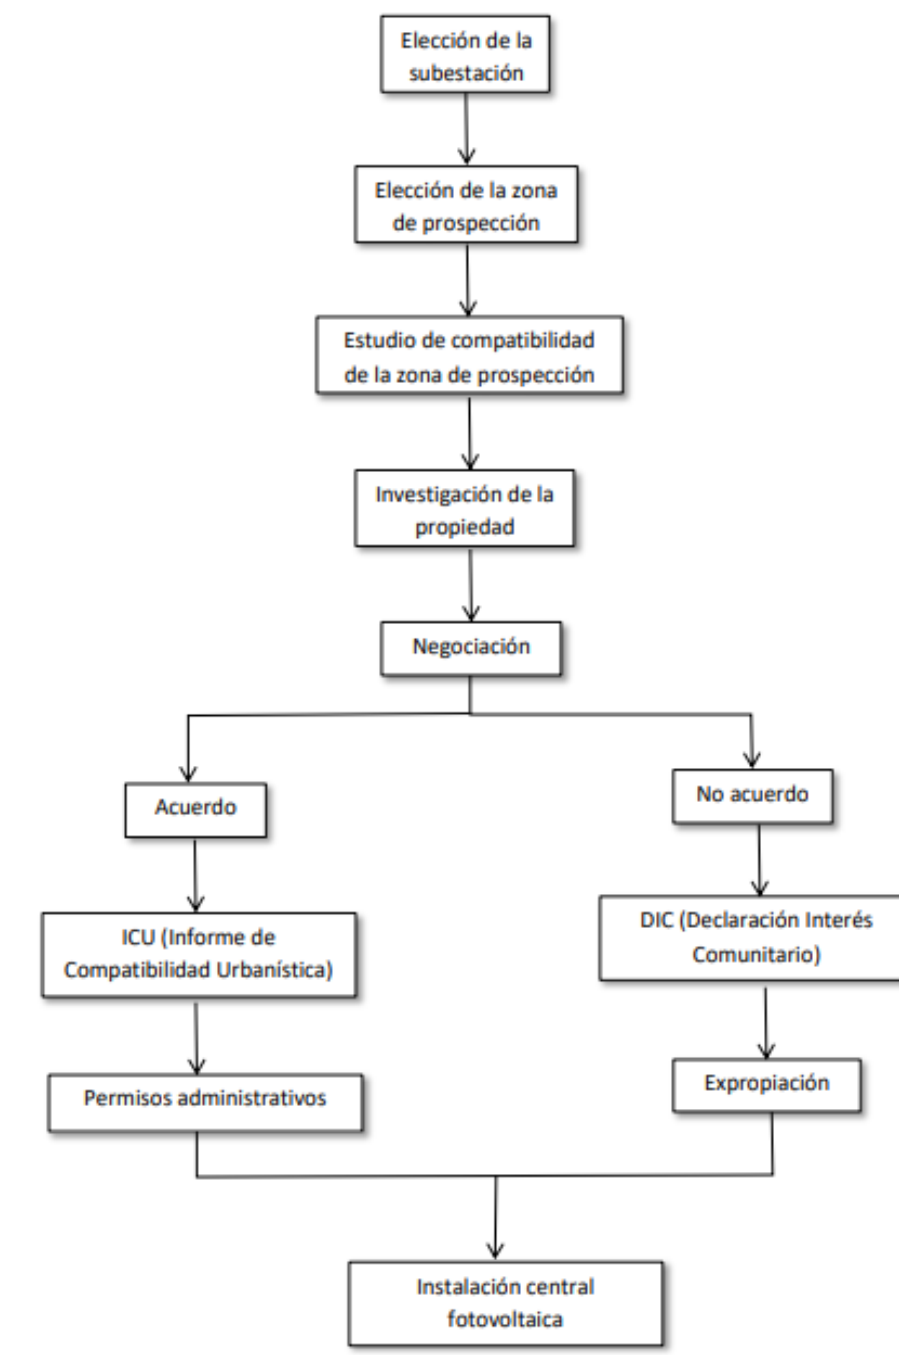 Elección de la
subestación
Elección de la zona
de prospección
Estudio de compatibilidad
de la zona de prospección
Investigación de la
propiedad
Negociación
Acuerdo
No acuerdo
ICU (Informe de
Compatibilidad Urbanística)
DIC (Declaración Interés
Comunitario)
Permisos administrativos
Expropiación
Instalación central
fotovoltaica